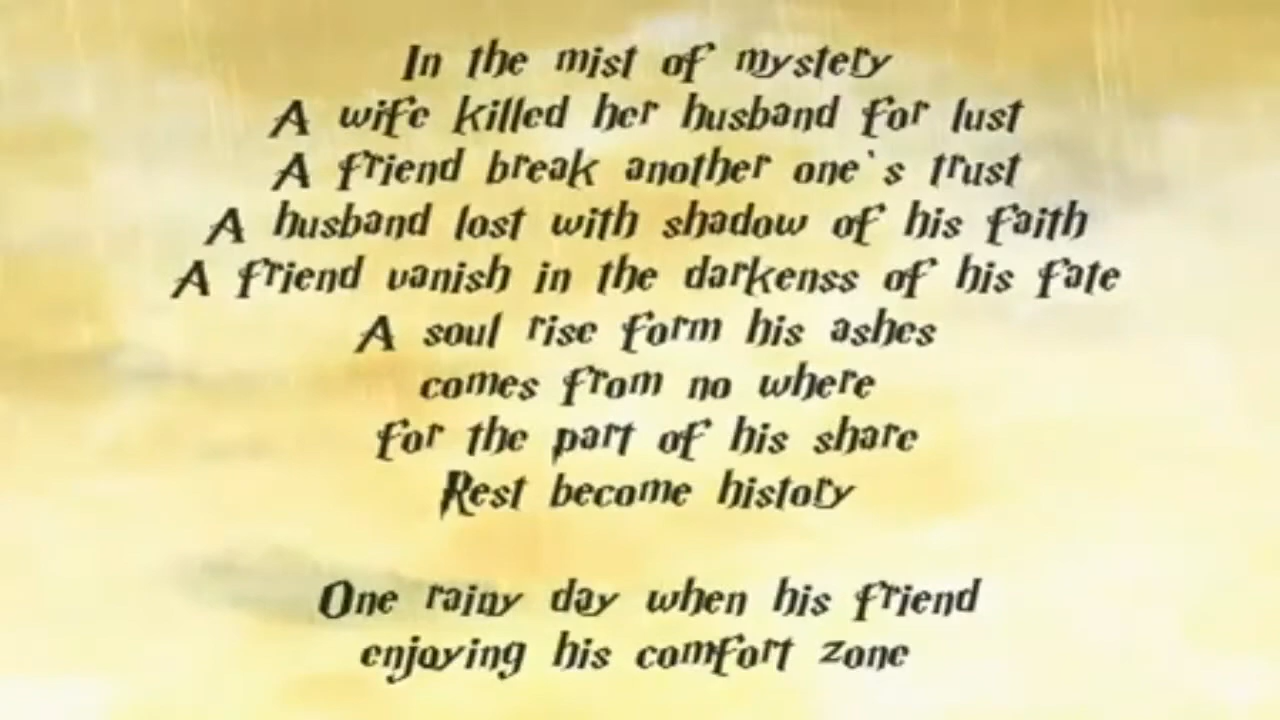 In the mist of mystery
A wife killed her husband for lust
A friend break another one`s trust
A husband lost with shadow of his faith
A friend vanish in the darkenss of his fate
A soul rise form his ashes
comes from no where
for the part of his share
Rest become history
One rainy day when his friend
enjoying his comfort zone